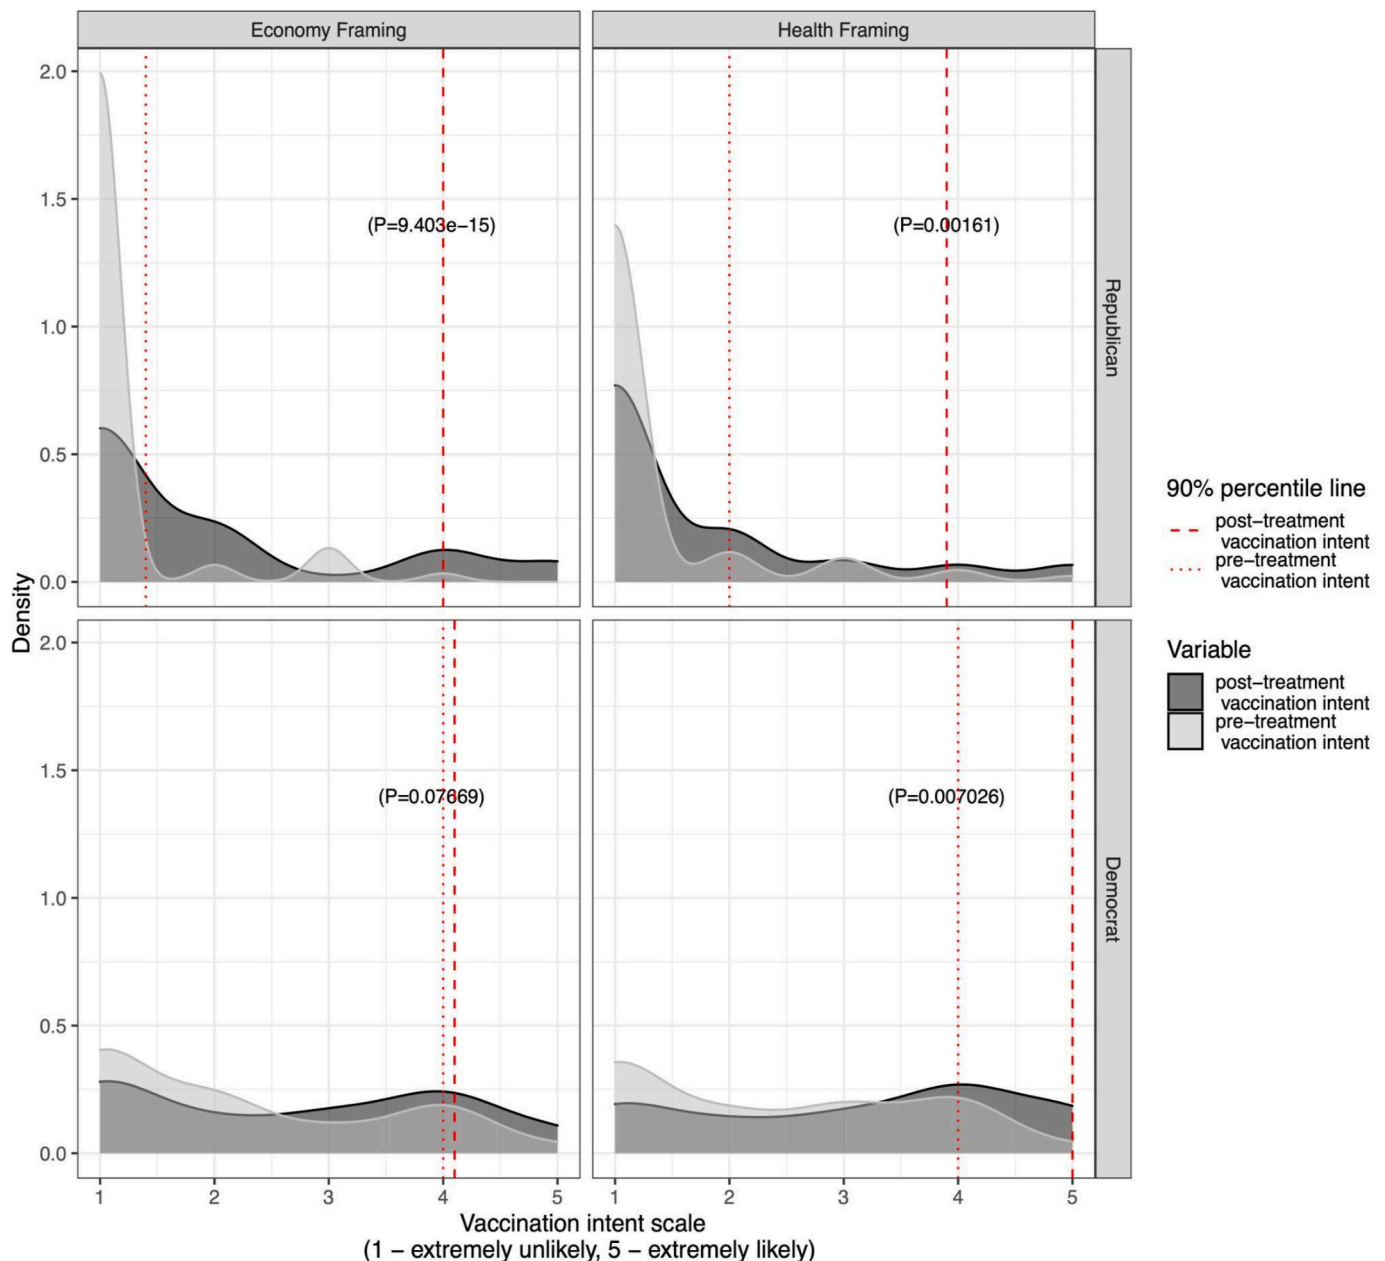 Economy Framing
Health Framing
2.0
1.5
1.0
0.5
0.0
(P=9.403e−15)
(P=0.00161)
Republican
Density
2.0
1.5
1.0
0.5
0.0
(P=0.07669)
(P=0.007026)
Democrat
1 2 3 4 5
1 2 3 4 5
Vaccination intent scale
(1 − extremely unlikely, 5 − extremely likely)
90% percentile line
post−treatment
vaccination intent
pre−treatment
vaccination intent
Variable
post−treatment
vaccination intent
pre−treatment
vaccination intent